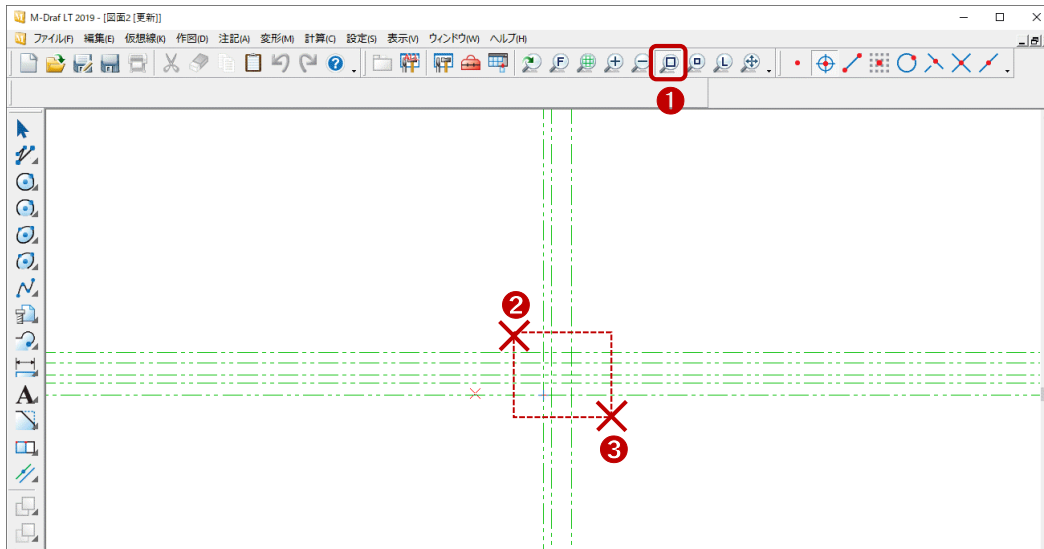 M-Draf LT 2019 - [図面2 [更新]]
ファイル(F) 編集(E) 仮想線(K) 作図(D) 注記(A) 変形(M) 計算(C) 設定(S) 表示(V) ウィンドウ(W) ヘルプ(H)
F L
1
A
2
3